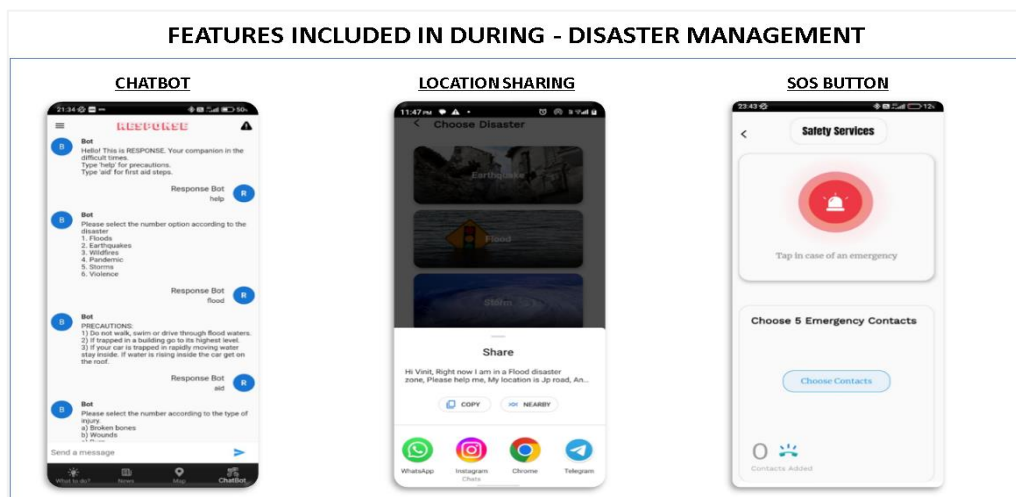 FEATURES INCLUDED IN DURING - DISASTER MANAGEMENT
CHATBOT
21:34
50%
RESPONSE
B
Bot
Hello! This is RESPONSE. Your companion in the
difficult times.
Type 'help' for precautions.
Type 'aid' for first aid steps.
Response Bot
help
R
B
Bot
Please select the number option according to the
disaster
1. Floods
2. Earthquakes
3. Wildfires
4. Pandemic
5. Storms
6. Violence
Response Bot
flood
R
B
Bot
PRECAUTIONS:
1) Do not walk, swim or drive through flood waters.
2) If trapped in a building go to its highest level.
3) If your car is trapped in rapidly moving water
stay inside. If water is rising inside the car get on
the roof.
Response Bot
aid
R
B
Bot
Please select the number according to the type of
injury.
a) Broken bones
b) Wounds
Send a message
What to do?
News
Map
ChatBot
LOCATION SHARING
11:47 PM
Choose Disaster
Earthquake
Flood
Storm
Share
Hi Vinit, Right now I am in a Flood disaster
zone, Please help me, My location is Jp road, An...
COPY
NEARBY
WhatsApp
Instagram
Chats
Chrome
Telegram
SOS BUTTON
23:43
12%
Safety Services
Tap in case of an emergency
Choose 5 Emergency Contacts
Choose Contacts
0
Contacts Added